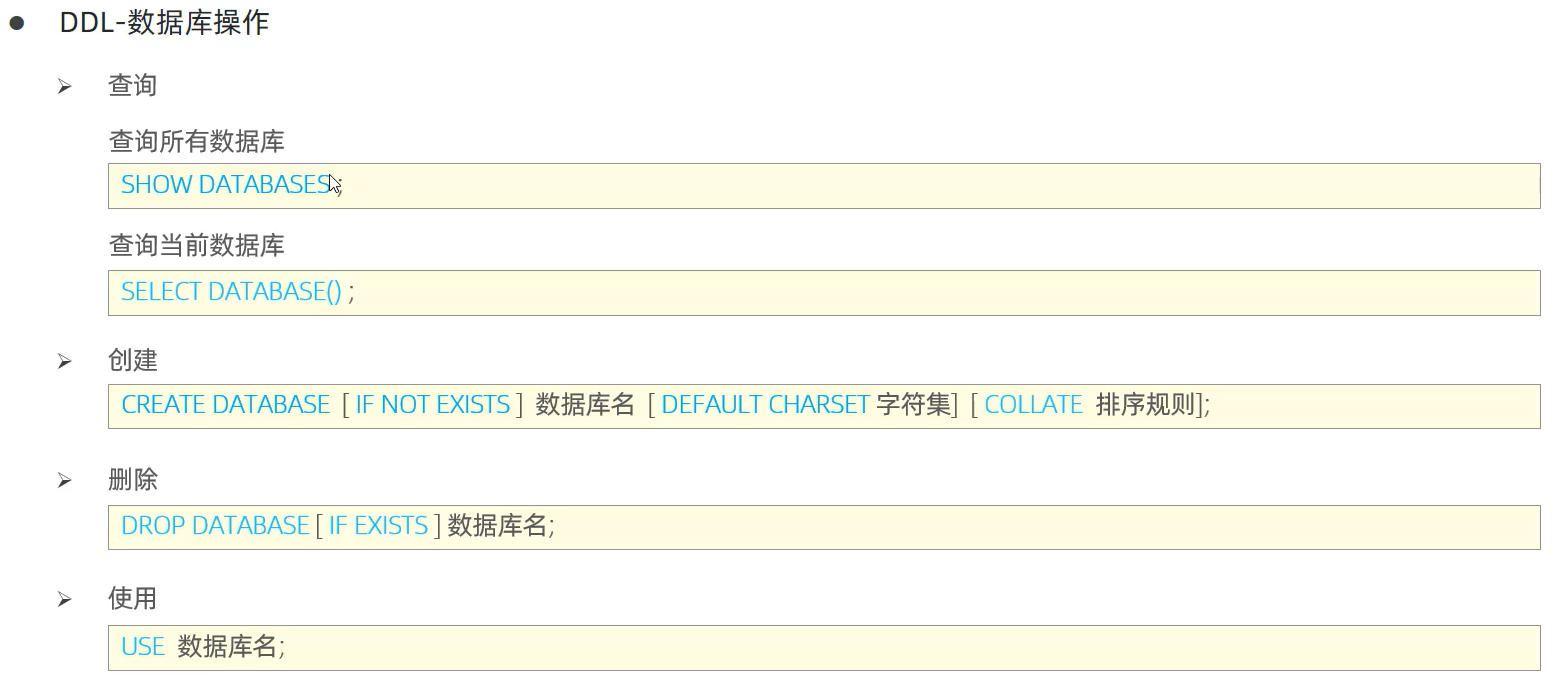 DDL-数据库操作
查询
查询所有数据库
SHOW DATABASES ;
查询当前数据库
SELECT DATABASE() ;
创建
CREATE DATABASE [ IF NOT EXISTS ] 数据库名 [ DEFAULT CHARSET 字符集] [ COLLATE 排序规则];
删除
DROP DATABASE [ IF EXISTS ] 数据库名;
使用
USE 数据库名;